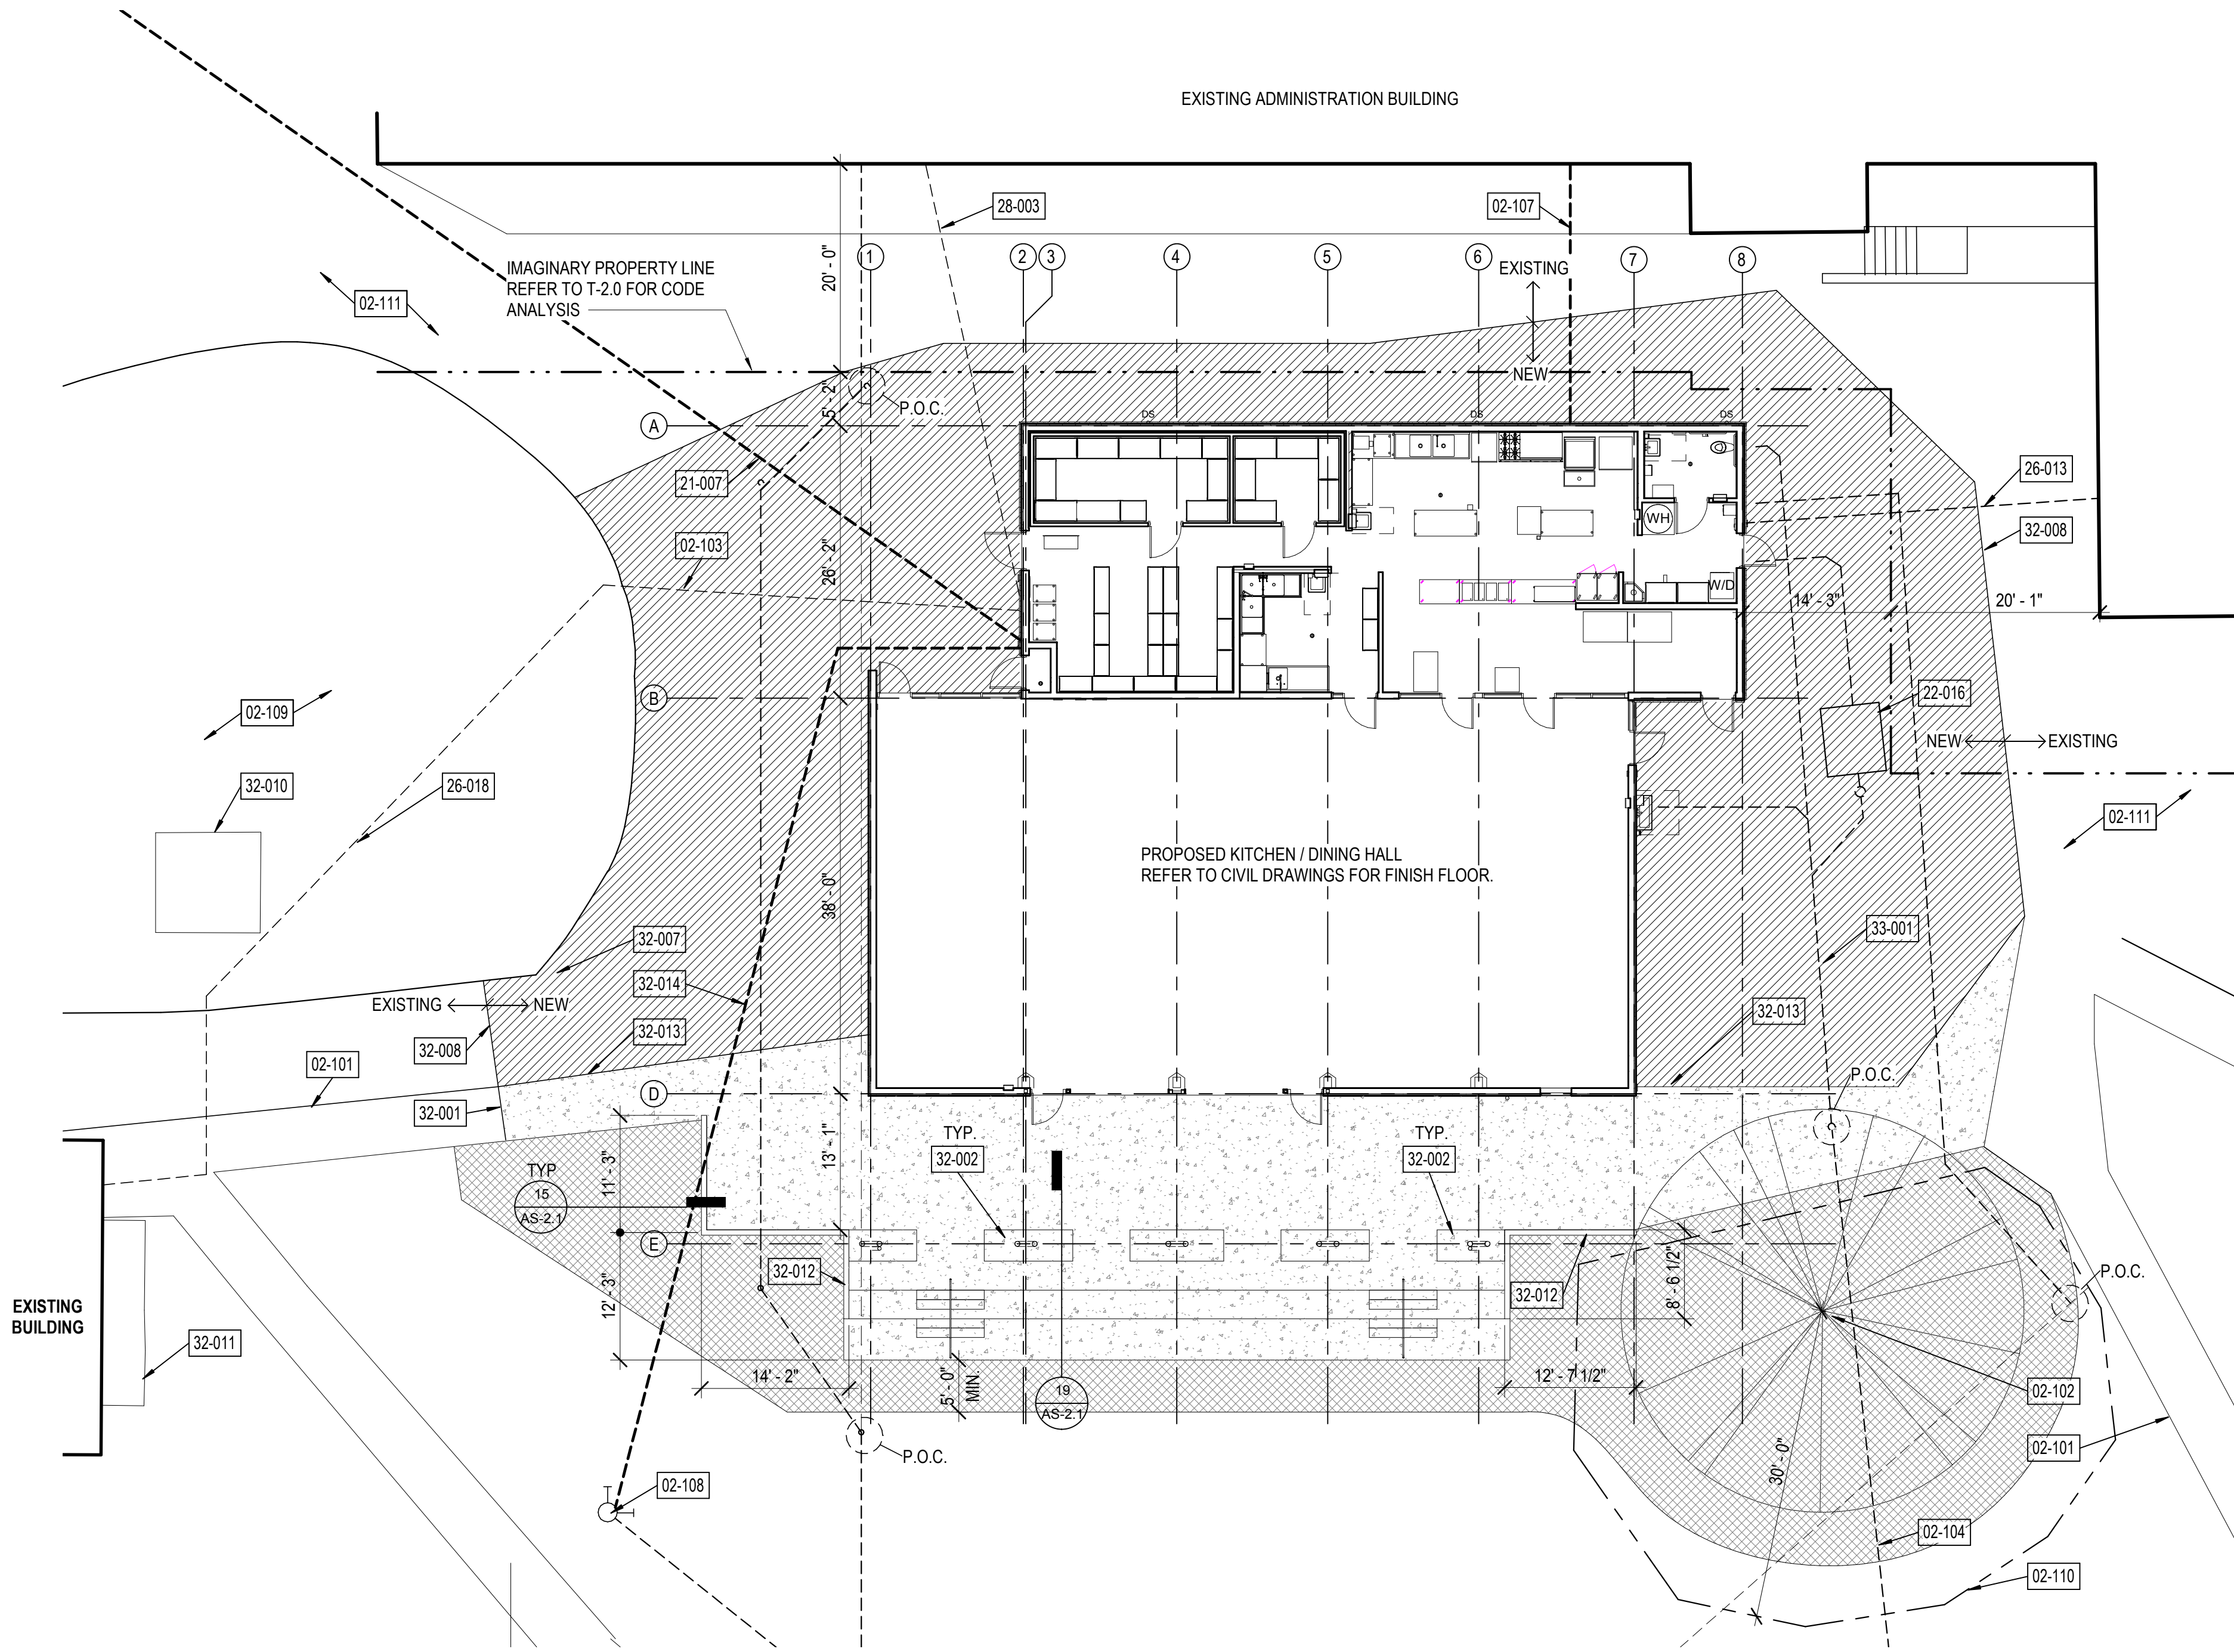 EXISTING ADMINISTRATION BUILDING
28-003
02-107
20' - 0"
1
2
3
4
5
6
7
8
EXISTING
IMAGINARY PROPERTY LINE
REFER TO T-2.0 FOR CODE
ANALYSIS
02-111
NEW
5' - 2"
P.O.C.
DS
DS
DS
A
21-007
26-013
WH
32-008
02-103
26' - 2"
W/D
14' - 3"
20' - 1"
B
22-016
02-109
NEW
EXISTING
32-010
26-018
02-111
PROPOSED KITCHEN / DINING HALL
REFER TO CIVIL DRAWINGS FOR FINISH FLOOR.
38' - 0"
32-007
33-001
32-014
EXISTING
NEW
32-013
32-013
32-008
02-101
P.O.C.
D
32-001
TYP.
32-002
TYP.
32-002
13' - 1"
11' - 3"
TYP
15
AS-2.1
E
32-012
32-012
8' - 6 1/2"
P.O.C.
12' - 3"
EXISTING
BUILDING
32-011
14' - 2"
5' - 0"
MIN.
19
AS-2.1
12' - 7 1/2"
02-102
02-101
30' - 0"
P.O.C.
02-108
02-104
02-110